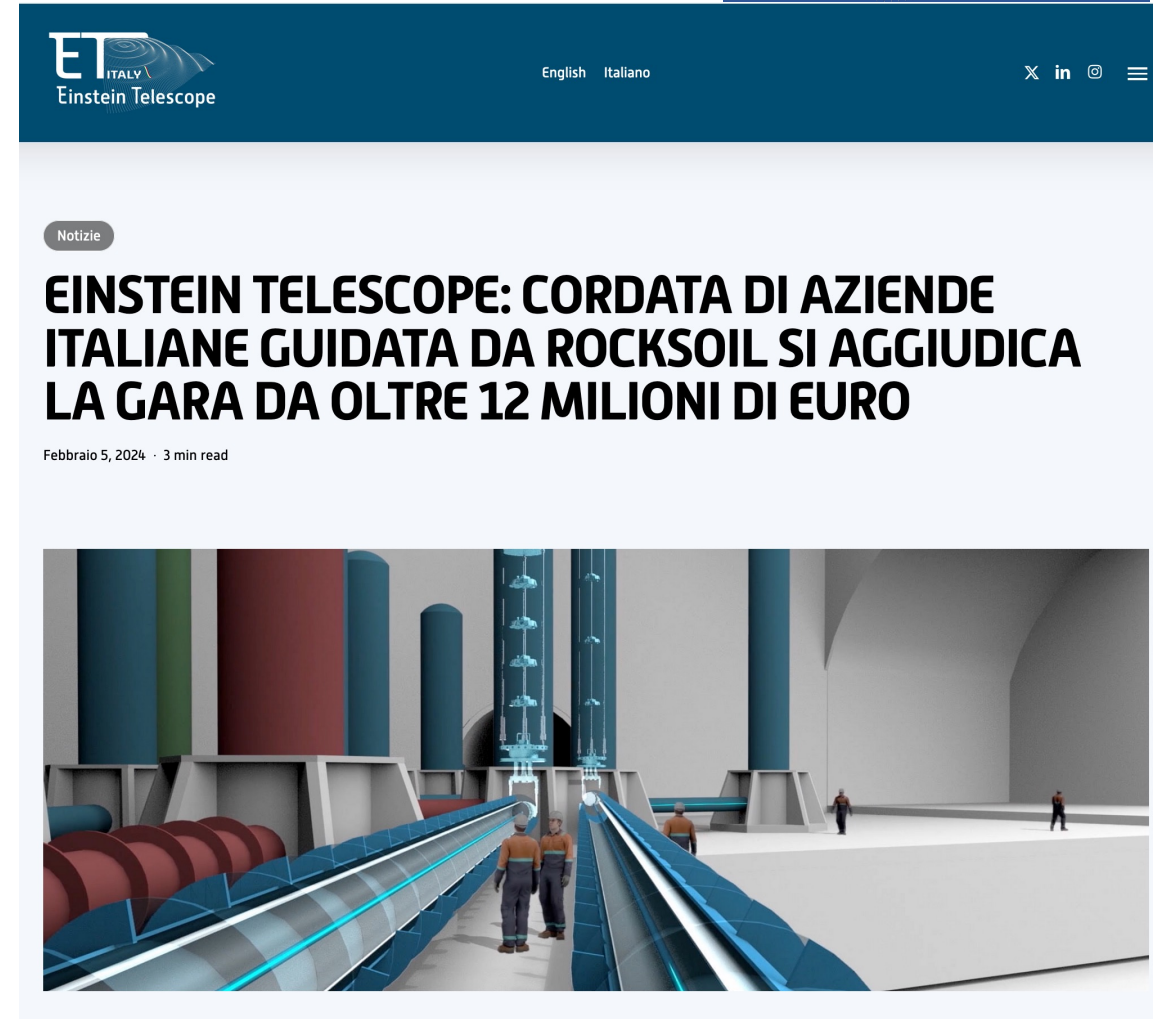 ET
ITALY
Einstein Telescope
English Italiano
Notizie
EINSTEIN TELESCOPE: CORDATA DI AZIENDE
ITALIANE GUIDATA DA ROCKSOIL SI AGGIUDICA
LA GARA DA OLTRE 12 MILIONI DI EURO
Febbraio 5, 2024 · 3 min read